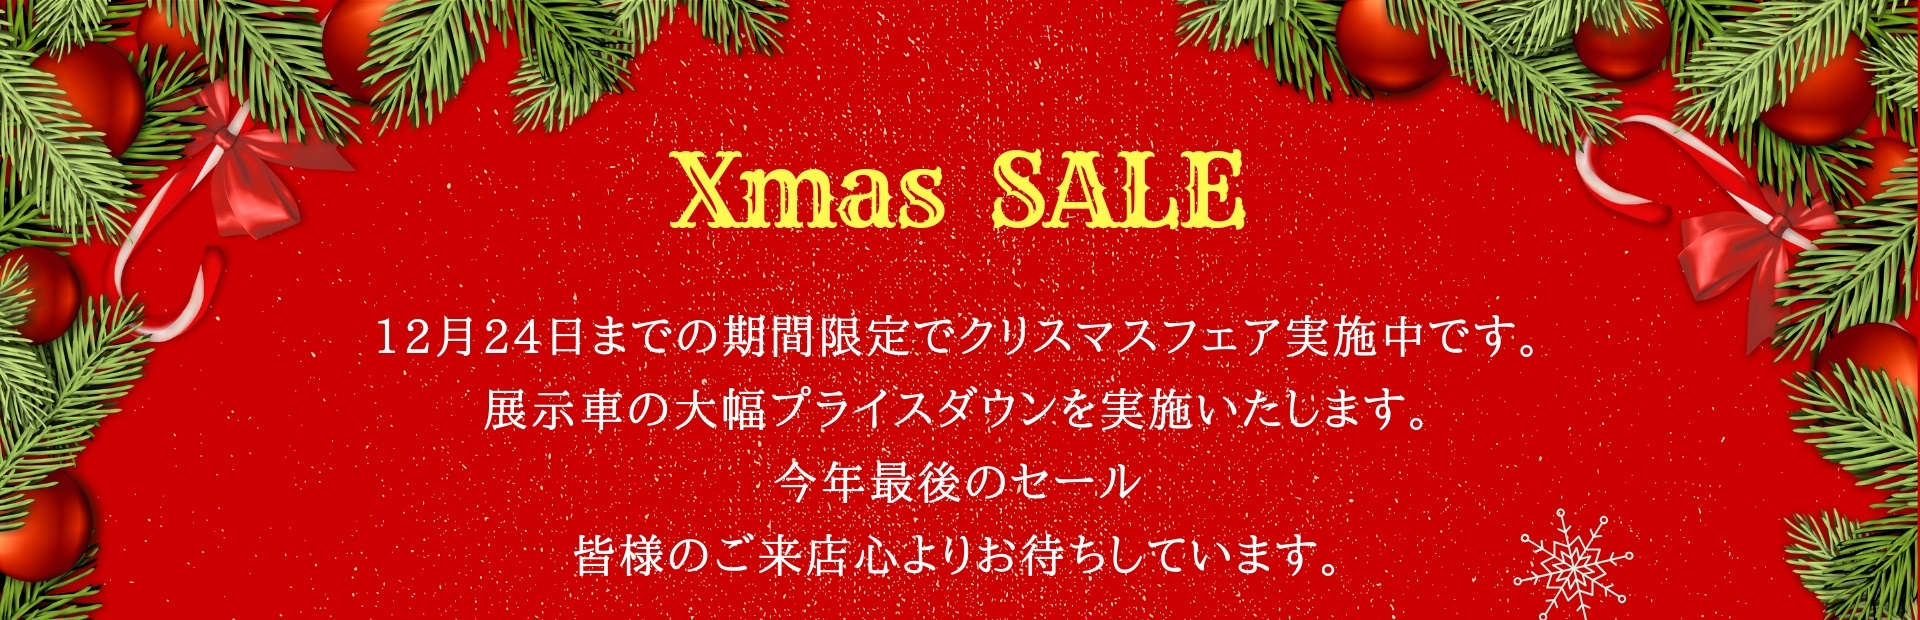 Xmas SALE
12月24日までの期間限定でクリスマスフェア実施中です。
展示車の大幅プライスダウンを実施いたします。
今年最後のセール
皆様のご来店心よりお待ちしています。